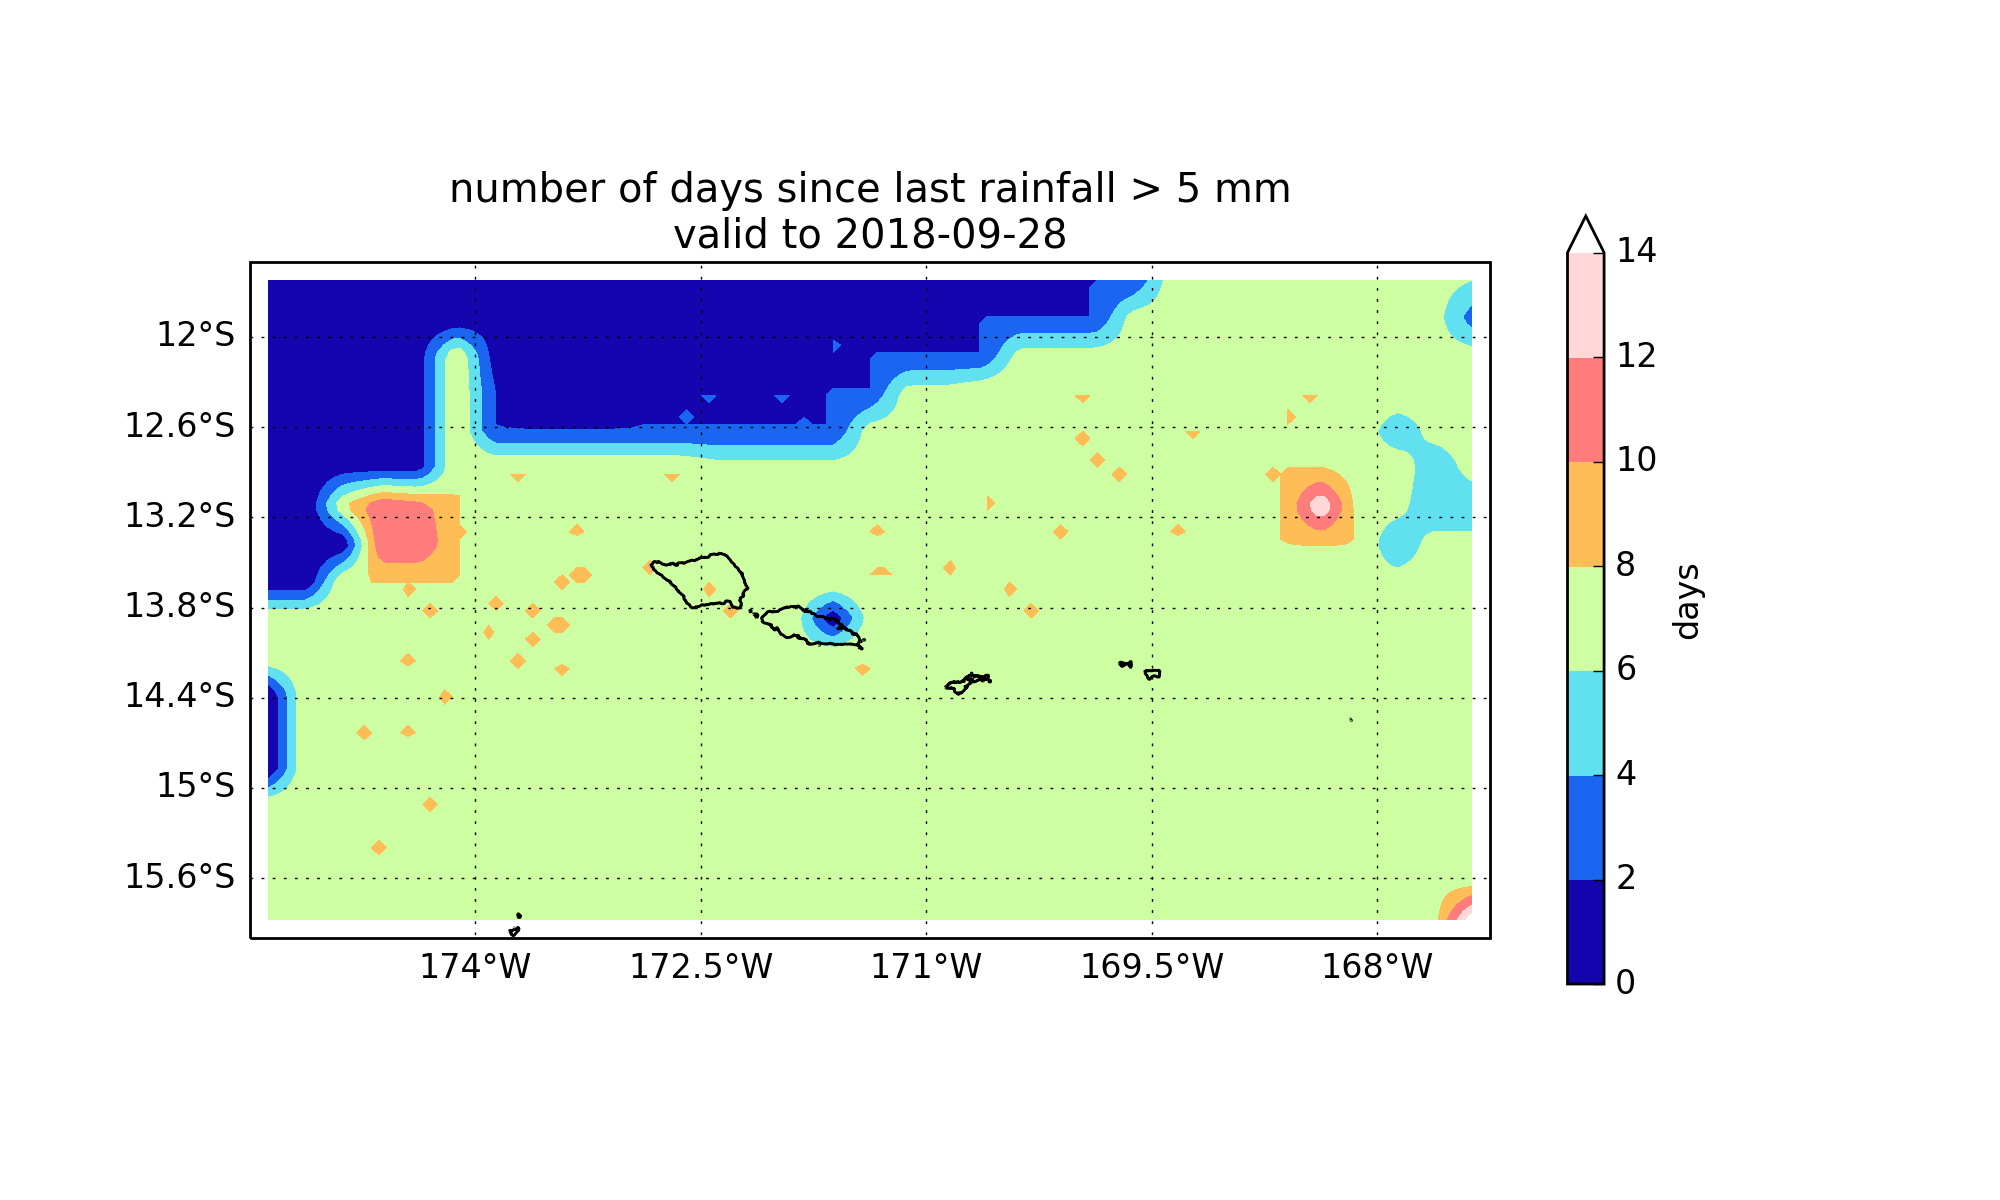 number of days since last rainfall > 5 mm
valid to 2018-09-28
12°S
12.6°S
13.2°S
13.8°S
14.4°S
15°S
15.6°S
174°W 172.5°W 171°W 169.5°W 168°W
14
12
10
8
6
4
2
0
days